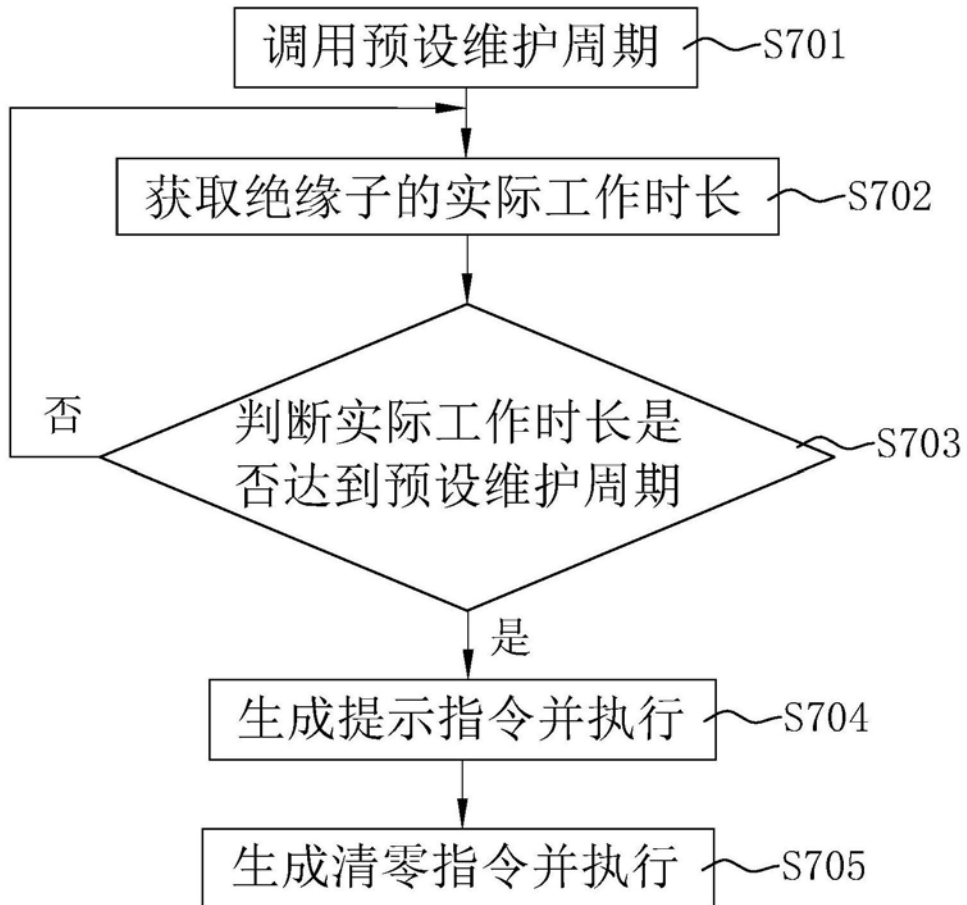 调用预设维护周期
S701
获取绝缘子的实际工作时长
S702
否
判断实际工作时长是
否达到预设维护周期
S703
是
生成提示指令并执行
S704
生成清零指令并执行
S705